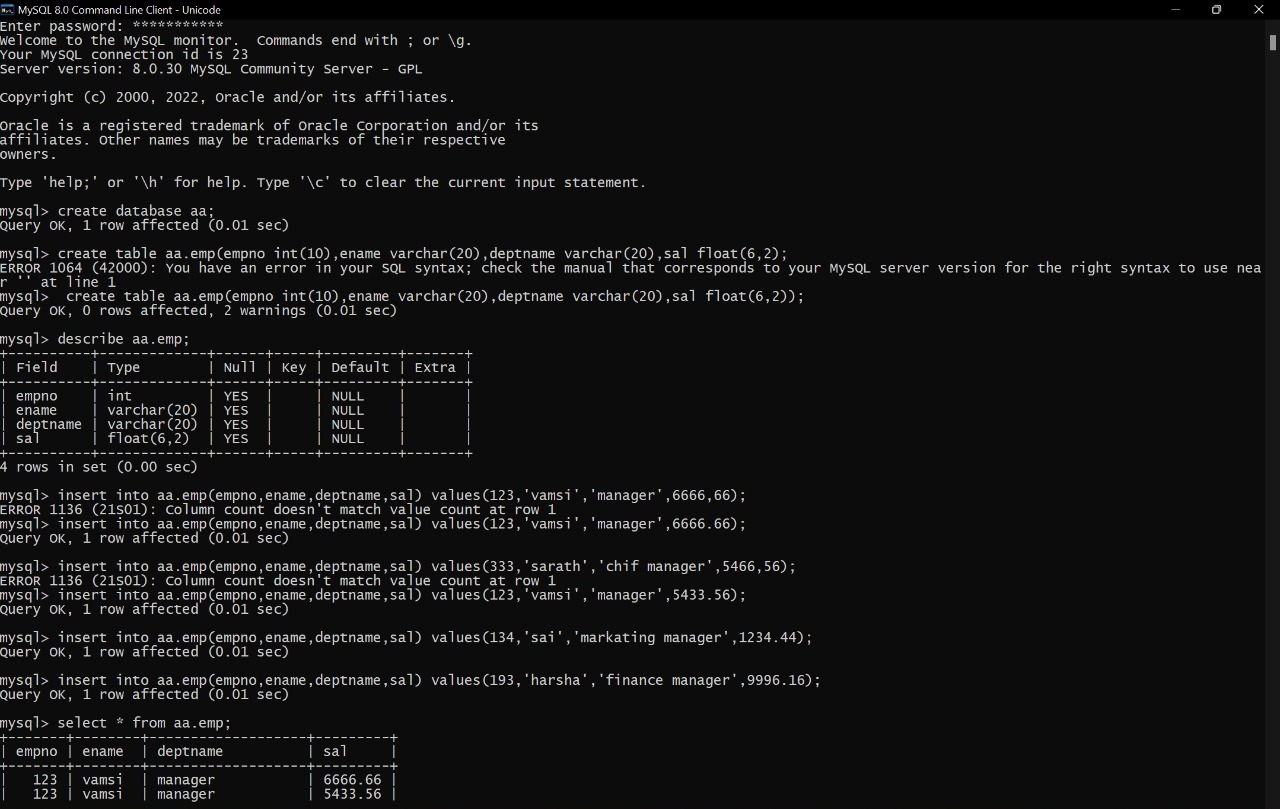 MySQL 8.0 Command Line Client - Unicode
Enter password: ***********
Welcome to the MySQL monitor.  Commands end with ; or \g.
Your MySQL connection id is 23
Server version: 8.0.30 MySQL Community Server - GPL
Copyright (c) 2000, 2022, Oracle and/or its affiliates.
Oracle is a registered trademark of Oracle Corporation and/or its
affiliates. Other names may be trademarks of their respective
owners.
Type 'help;' or '\h' for help. Type '\c' to clear the current input statement.
mysql> create database aa;
Query OK, 1 row affected (0.01 sec)
mysql> create table aa.emp(empno int(10),ename varchar(20),deptname varchar(20),sal float(6,2);
ERROR 1064 (42000): You have an error in your SQL syntax; check the manual that corresponds to your MySQL server version for the right syntax to use nea
r '' at line 1
mysql>  create table aa.emp(empno int(10),ename varchar(20),deptname varchar(20),sal float(6,2));
Query OK, 0 rows affected, 2 warnings (0.01 sec)
mysql> describe aa.emp;
+----------+-------------+------+-----+---------+-------+
| Field    | Type        | Null | Key | Default | Extra |
+----------+-------------+------+-----+---------+-------+
| empno    | int         | YES  |     | NULL    |       |
| ename    | varchar(20) | YES  |     | NULL    |       |
| deptname | varchar(20) | YES  |     | NULL    |       |
| sal      | float(6,2)  | YES  |     | NULL    |       |
+----------+-------------+------+-----+---------+-------+
4 rows in set (0.00 sec)
mysql> insert into aa.emp(empno,ename,deptname,sal) values(123,'vamsi','manager',6666,66);
ERROR 1136 (21S01): Column count doesn't match value count at row 1
mysql> insert into aa.emp(empno,ename,deptname,sal) values(123,'vamsi','manager',6666.66);
Query OK, 1 row affected (0.01 sec)
mysql> insert into aa.emp(empno,ename,deptname,sal) values(333,'sarath','chif manager',5466,56);
ERROR 1136 (21S01): Column count doesn't match value count at row 1
mysql> insert into aa.emp(empno,ename,deptname,sal) values(123,'vamsi','manager',5433.56);
Query OK, 1 row affected (0.01 sec)
mysql> insert into aa.emp(empno,ename,deptname,sal) values(134,'sai','markating manager',1234.44);
Query OK, 1 row affected (0.01 sec)
mysql> insert into aa.emp(empno,ename,deptname,sal) values(193,'harsha','finance manager',9996.16);
Query OK, 1 row affected (0.01 sec)
mysql> select * from aa.emp;
+-------+--------+-------------------+---------+
| empno | ename  | deptname          | sal     |
+-------+--------+-------------------+---------+
|   123 | vamsi  | manager           | 6666.66 |
|   123 | vamsi  | manager           | 5433.56 |